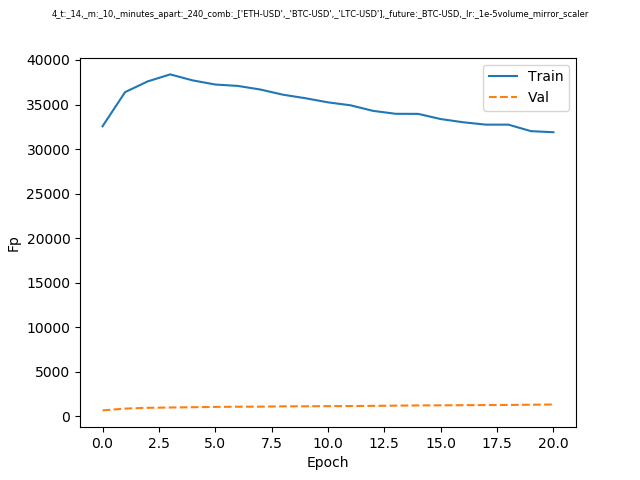 4_t:_14,_m:_10,_minutes_apart:_240_comb:_['ETH-USD',_'BTC-USD',_'LTC-USD'],_future:_BTC-USD,_lr:_1e-5volume_mirror_scaler
Train
Val
40000
35000
30000
25000
20000
15000
10000
5000
0
Fp
0.0 2.5 5.0 7.5 10.0 12.5 15.0 17.5 20.0
Epoch